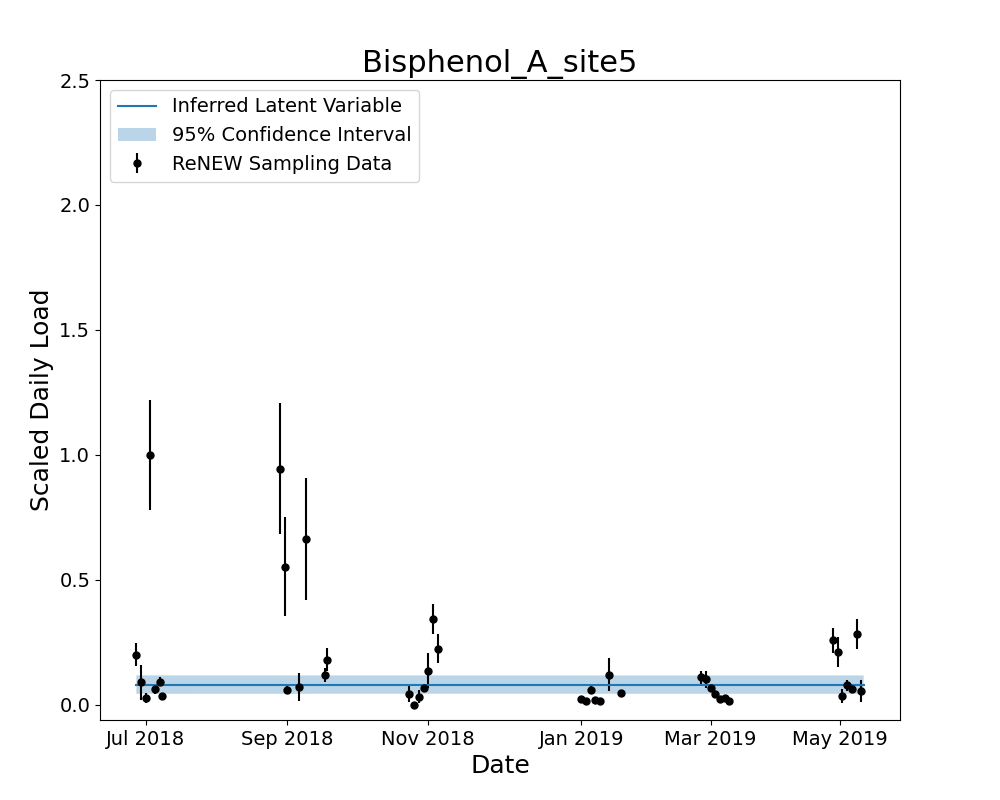 Bisphenol_A_site5
Inferred Latent Variable
95% Confidence Interval
ReNEW Sampling Data
Scaled Daily Load
2.5
2.0
1.5
1.0
0.5
0.0
Jul 2018 Sep 2018 Nov 2018 Jan 2019 Mar 2019 May 2019
Date